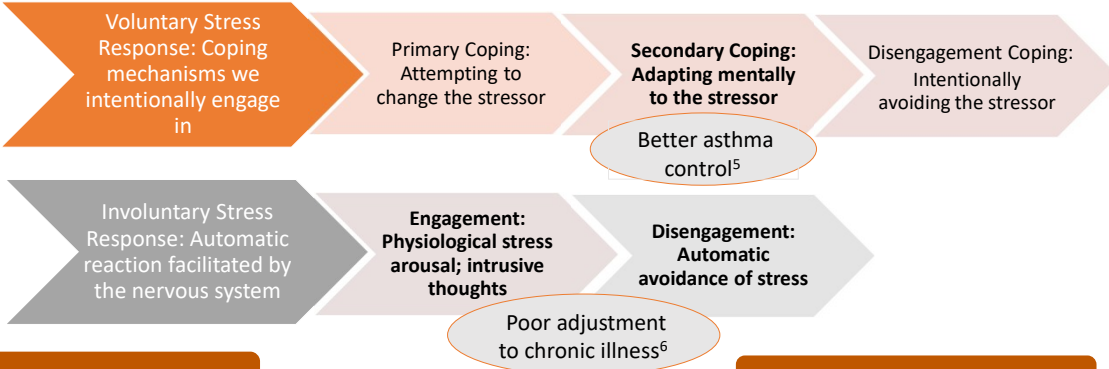 Voluntary Stress
Response: Coping
mechanisms we
intentionally engage
in
Primary Coping:
Attempting to
change the stressor
Secondary Coping:
Adapting mentally
to the stressor
Disengagement Coping:
Intentionally
avoiding the stressor
Better asthma
control⁵
Involuntary Stress
Response: Automatic
reaction facilitated by
the nervous system
Engagement:
Physiological stress
arousal; intrusive
thoughts
Disengagement:
Automatic
avoidance of stress
Poor adjustment
to chronic illness⁶